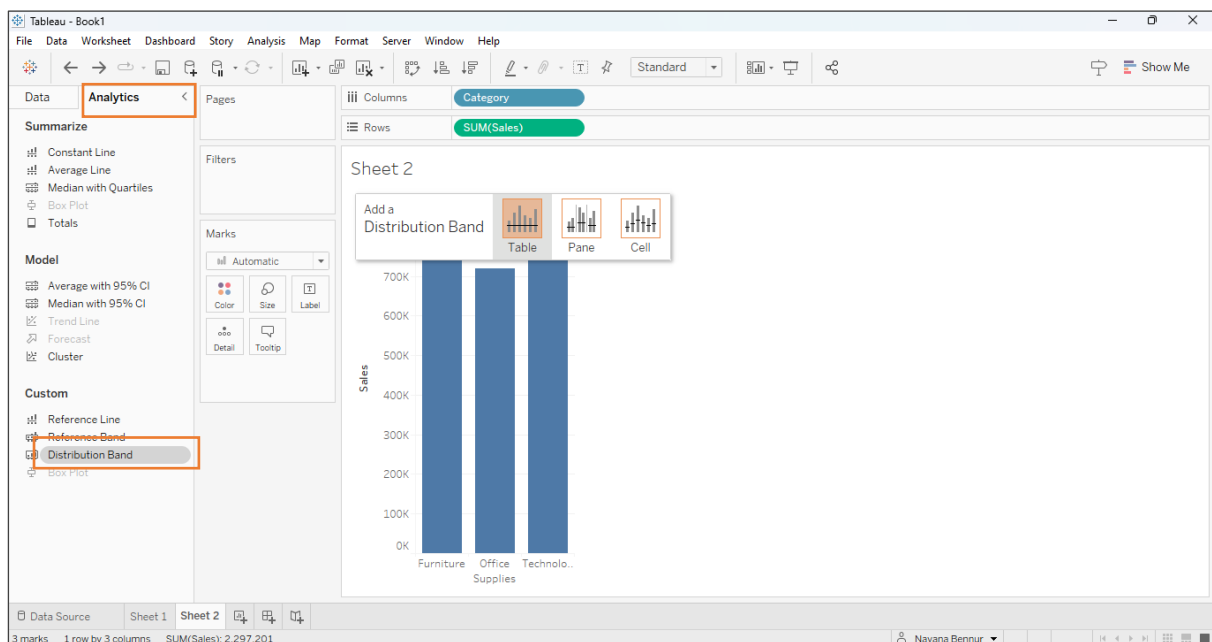 Tableau - Book1
File Data Worksheet Dashboard Story Analysis Map Format Server Window Help
Standard
Show Me
Data Analytics
Pages
Columns Category
Rows SUM(Sales)
Summarize
Constant Line
Average Line
Median with Quartiles
Box Plot
Totals
Model
Average with 95% CI
Median with 95% CI
Trend Line
Forecast
Cluster
Custom
Reference Line
Reference Band
Distribution Band
Box Plot
Filters
Marks
Automatic
Color Size Label
Detail Tooltip
Sheet 2
Add a
Distribution Band
Table Pane Cell
700K
600K
500K
400K
300K
200K
100K
0K
Sales
Furniture Office Technolo..
Supplies
Data Source Sheet 1 Sheet 2
3 marks 1 row by 3 columns SUM(Sales): 2,297,201 Navana Bennur